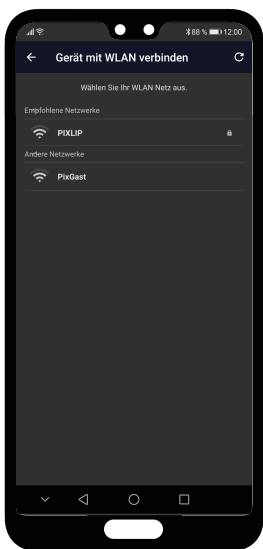 88 % 12:00
Gerät mit WLAN verbinden
Wählen Sie Ihr WLAN Netz aus.
Empfohlene Netzwerke
PIXLIP
Andere Netzwerke
PixGast